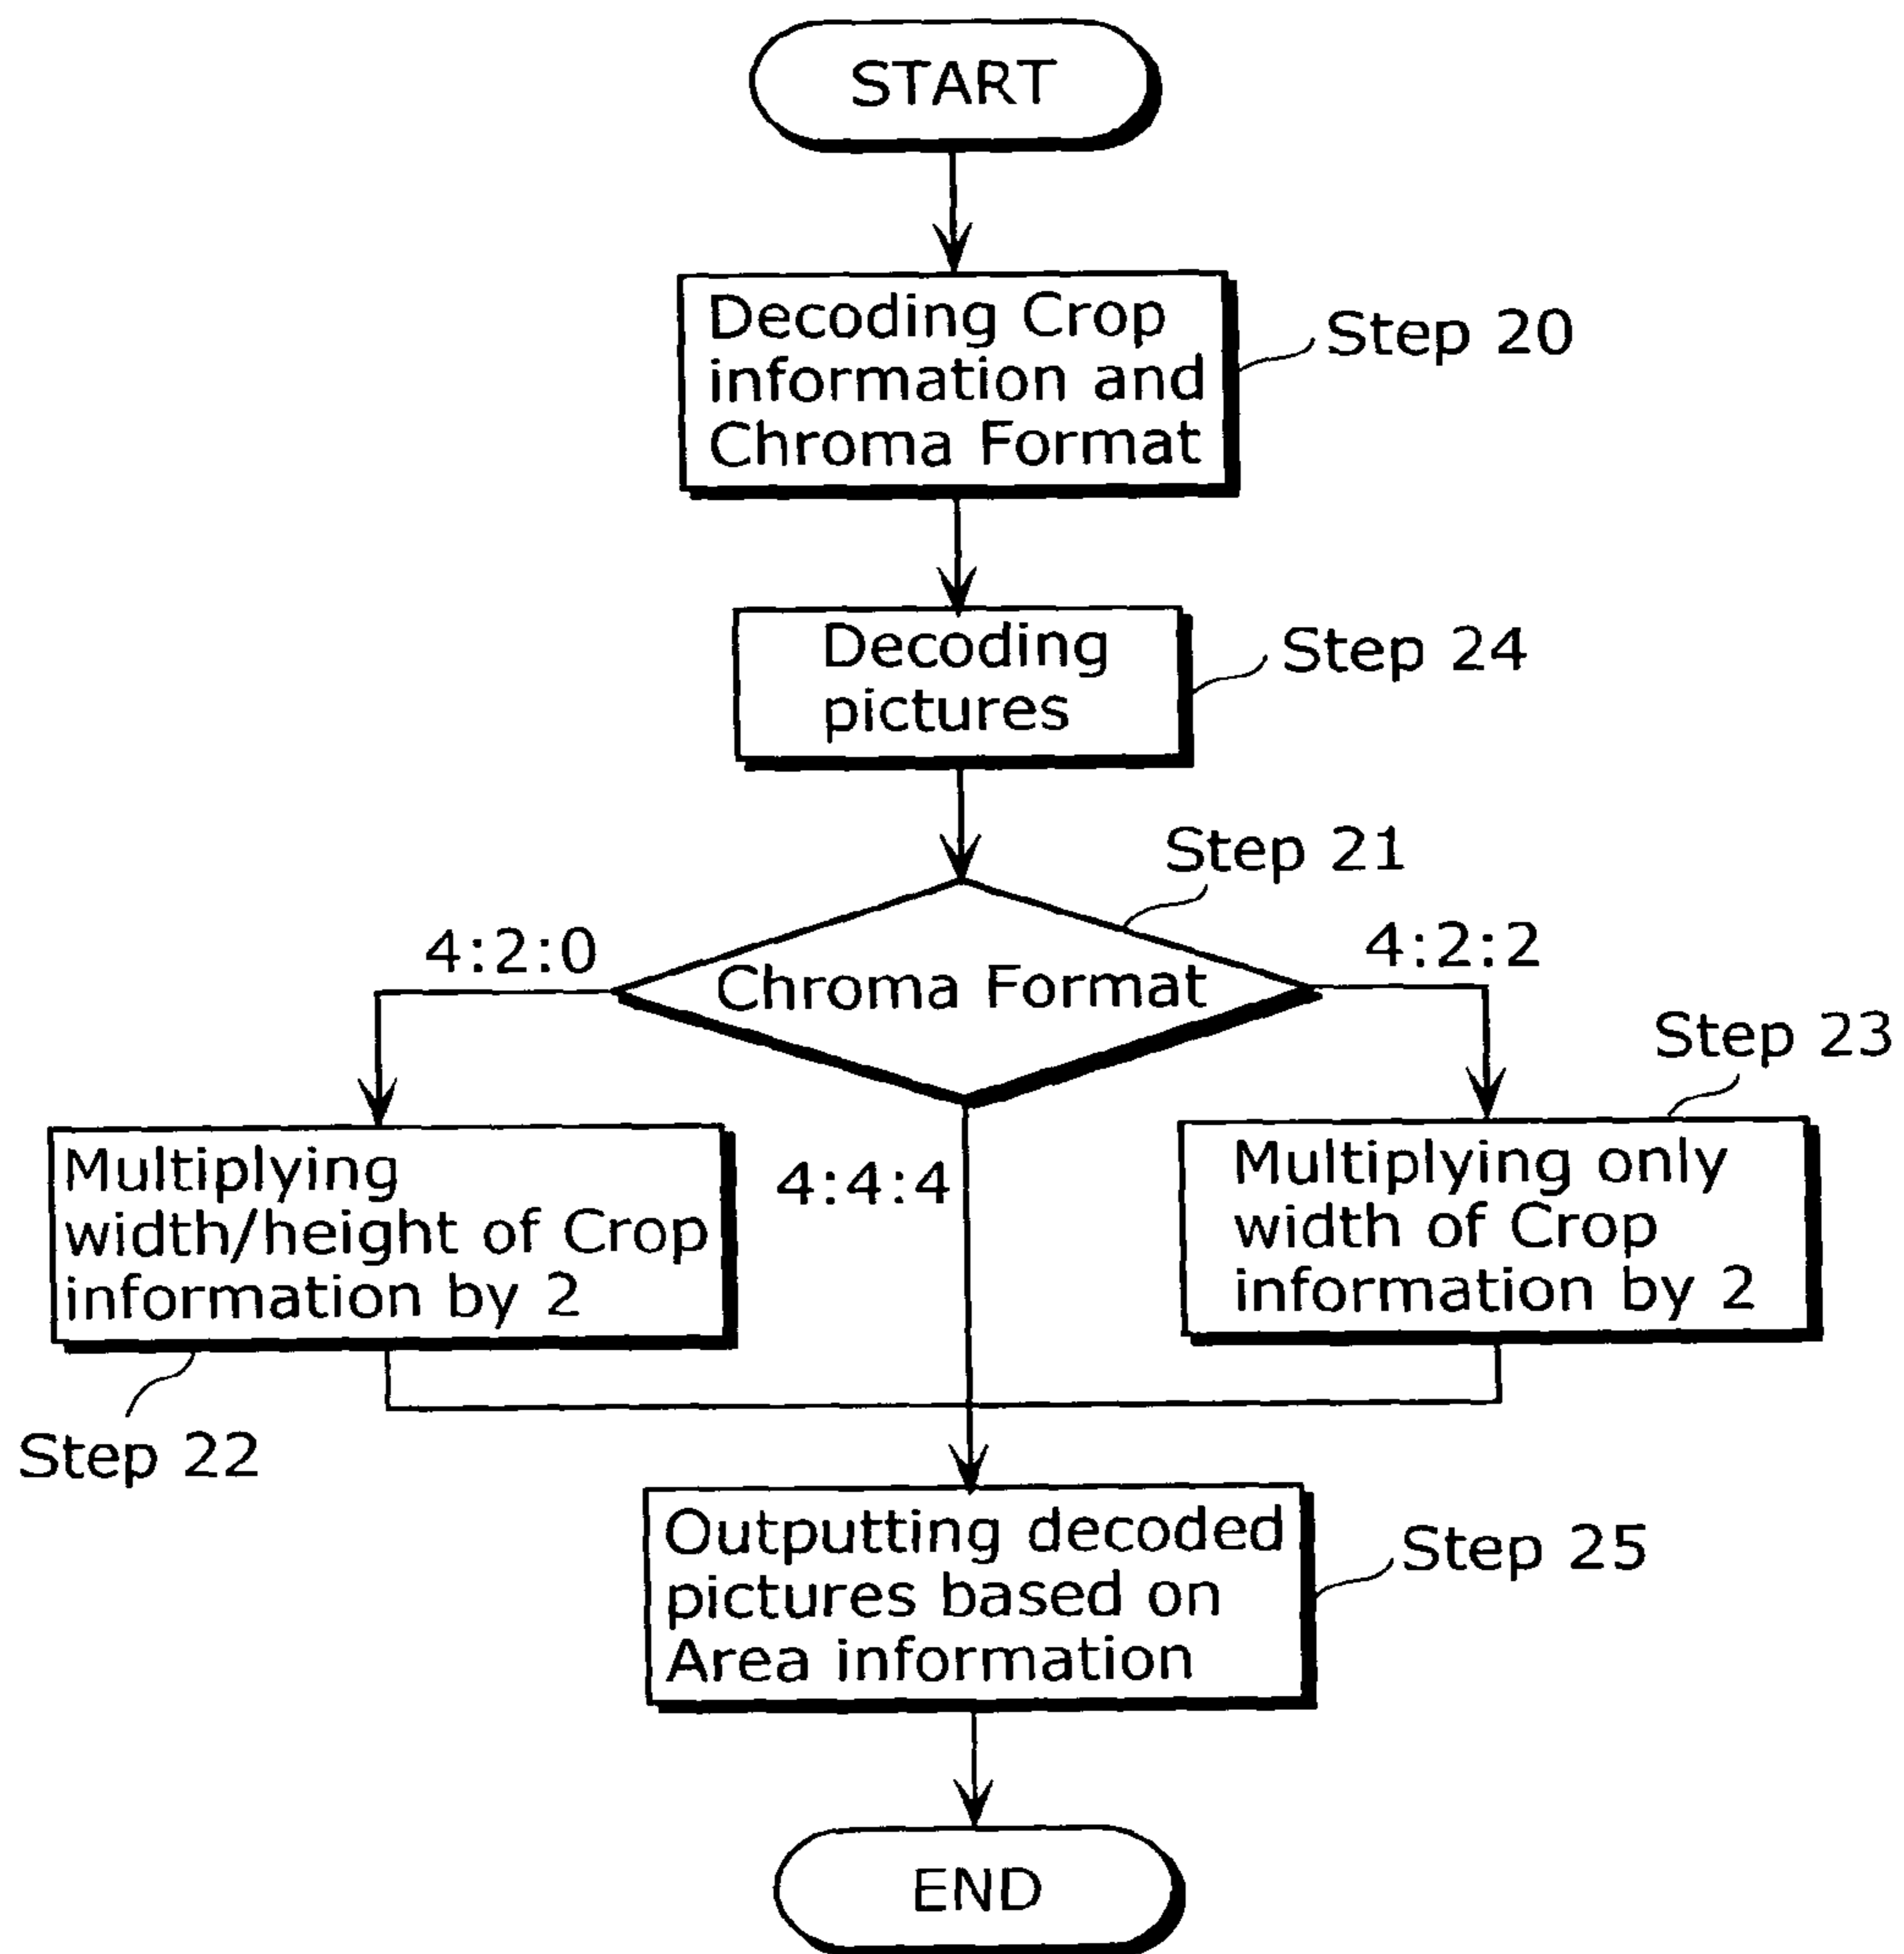 START
Decoding Crop
information and
Chroma Format
Step 20
Decoding
pictures
Step 24
Step 21
4:2:0
Chroma Format
4:2:2
Step 23
Multiplying
width/height of Crop
information by 2
4:4:4
Multiplying only
width of Crop
information by 2
Step 22
Outputting decoded
pictures based on
Area information
Step 25
END